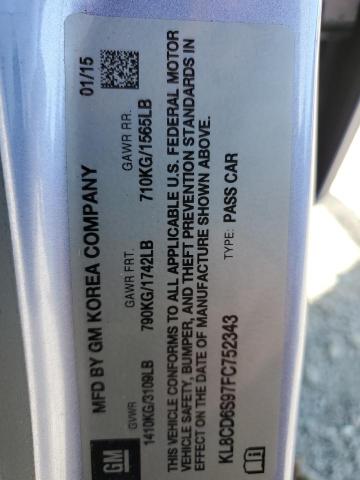 GM
MFD BY GM KOREA COMPANY 01/15
GVWR GAWR FRT. GAWR RR.
1410KG/3109LB 790KG/1742LB 710KG/1565LB
THIS VEHICLE CONFORMS TO ALL APPLICABLE U.S. FEDERAL MOTOR
VEHICLE SAFETY, BUMPER, AND THEFT PREVENTION STANDARDS IN
EFFECT ON THE DATE OF MANUFACTURE SHOWN ABOVE.
KL8CD6S97FC752343 TYPE: PASS CAR